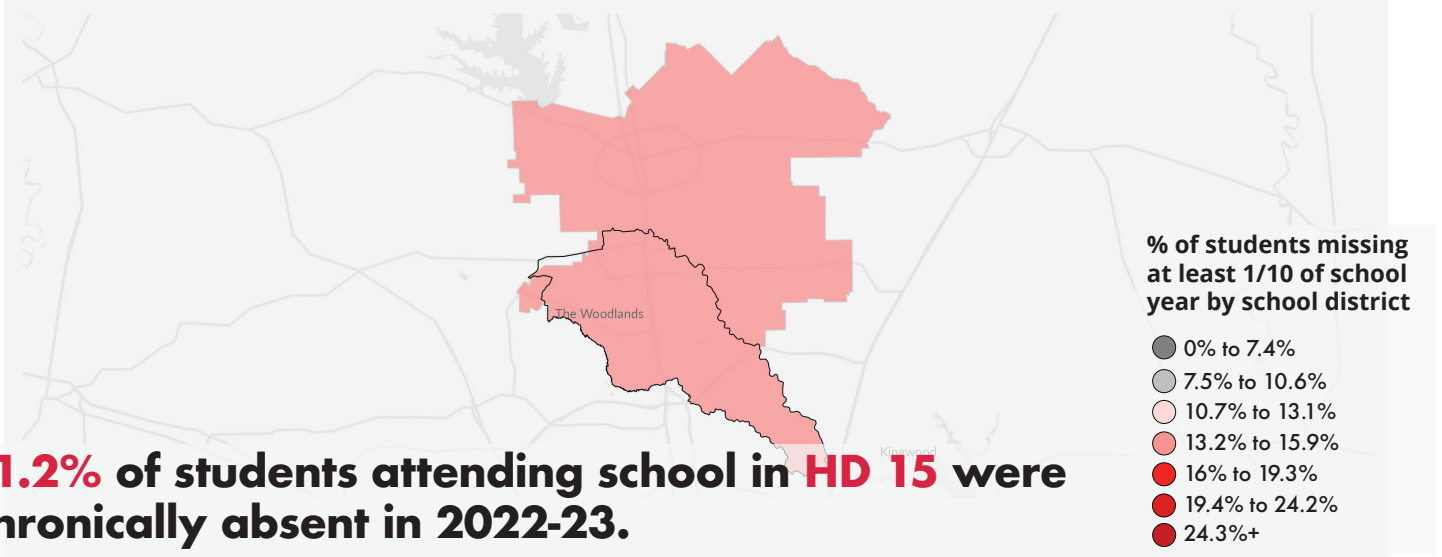 The Woodlands
% of students missing
at least 1/10 of school
year by school district
0% to 7.4%
7.5% to 10.6%
10.7% to 13.1%
13.2% to 15.9%
16% to 19.3%
19.4% to 24.2%
24.3%+
Kingwood
1.2% of students attending school in HD 15 were
hronically absent in 2022-23.